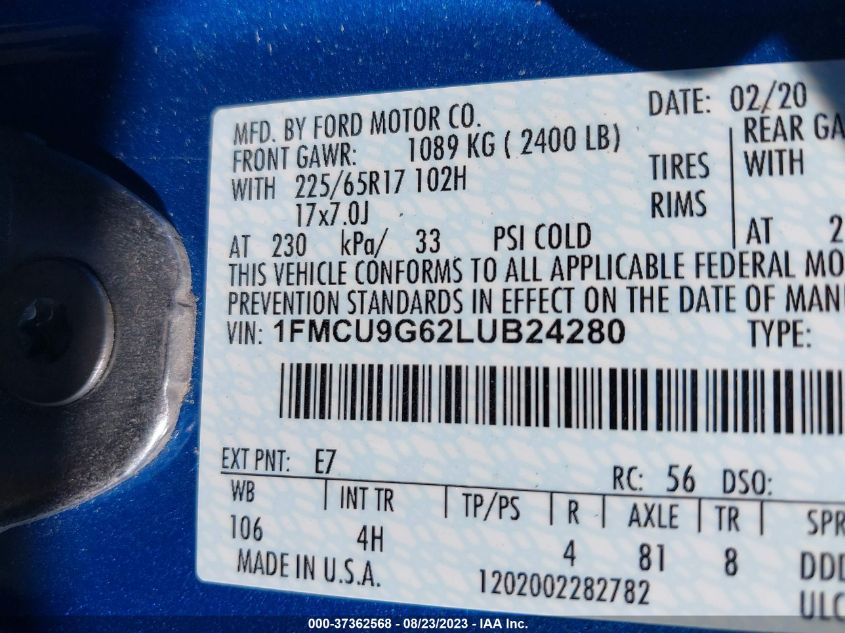 MFD. BY FORD MOTOR CO.
DATE: 02/20
FRONT GAWR: 1089 KG ( 2400 LB)
REAR GA
WITH 225/65R17 102H
TIRES
WITH
17x7.0J
RIMS
AT 230 kPa/ 33 PSI COLD
AT 2
THIS VEHICLE CONFORMS TO ALL APPLICABLE FEDERAL MO
PREVENTION STANDARDS IN EFFECT ON THE DATE OF MAN
VIN: 1FMCU9G62LUB24280
TYPE:
EXT PNT: E7
RC: 56 DSO:
WB INT TR TP/PS R AXLE TR SPR
106 4H 4 81 8 DDD
MADE IN U.S.A.
1202002282782
ULC
000-37362568 - 08/23/2023 - IAA Inc.